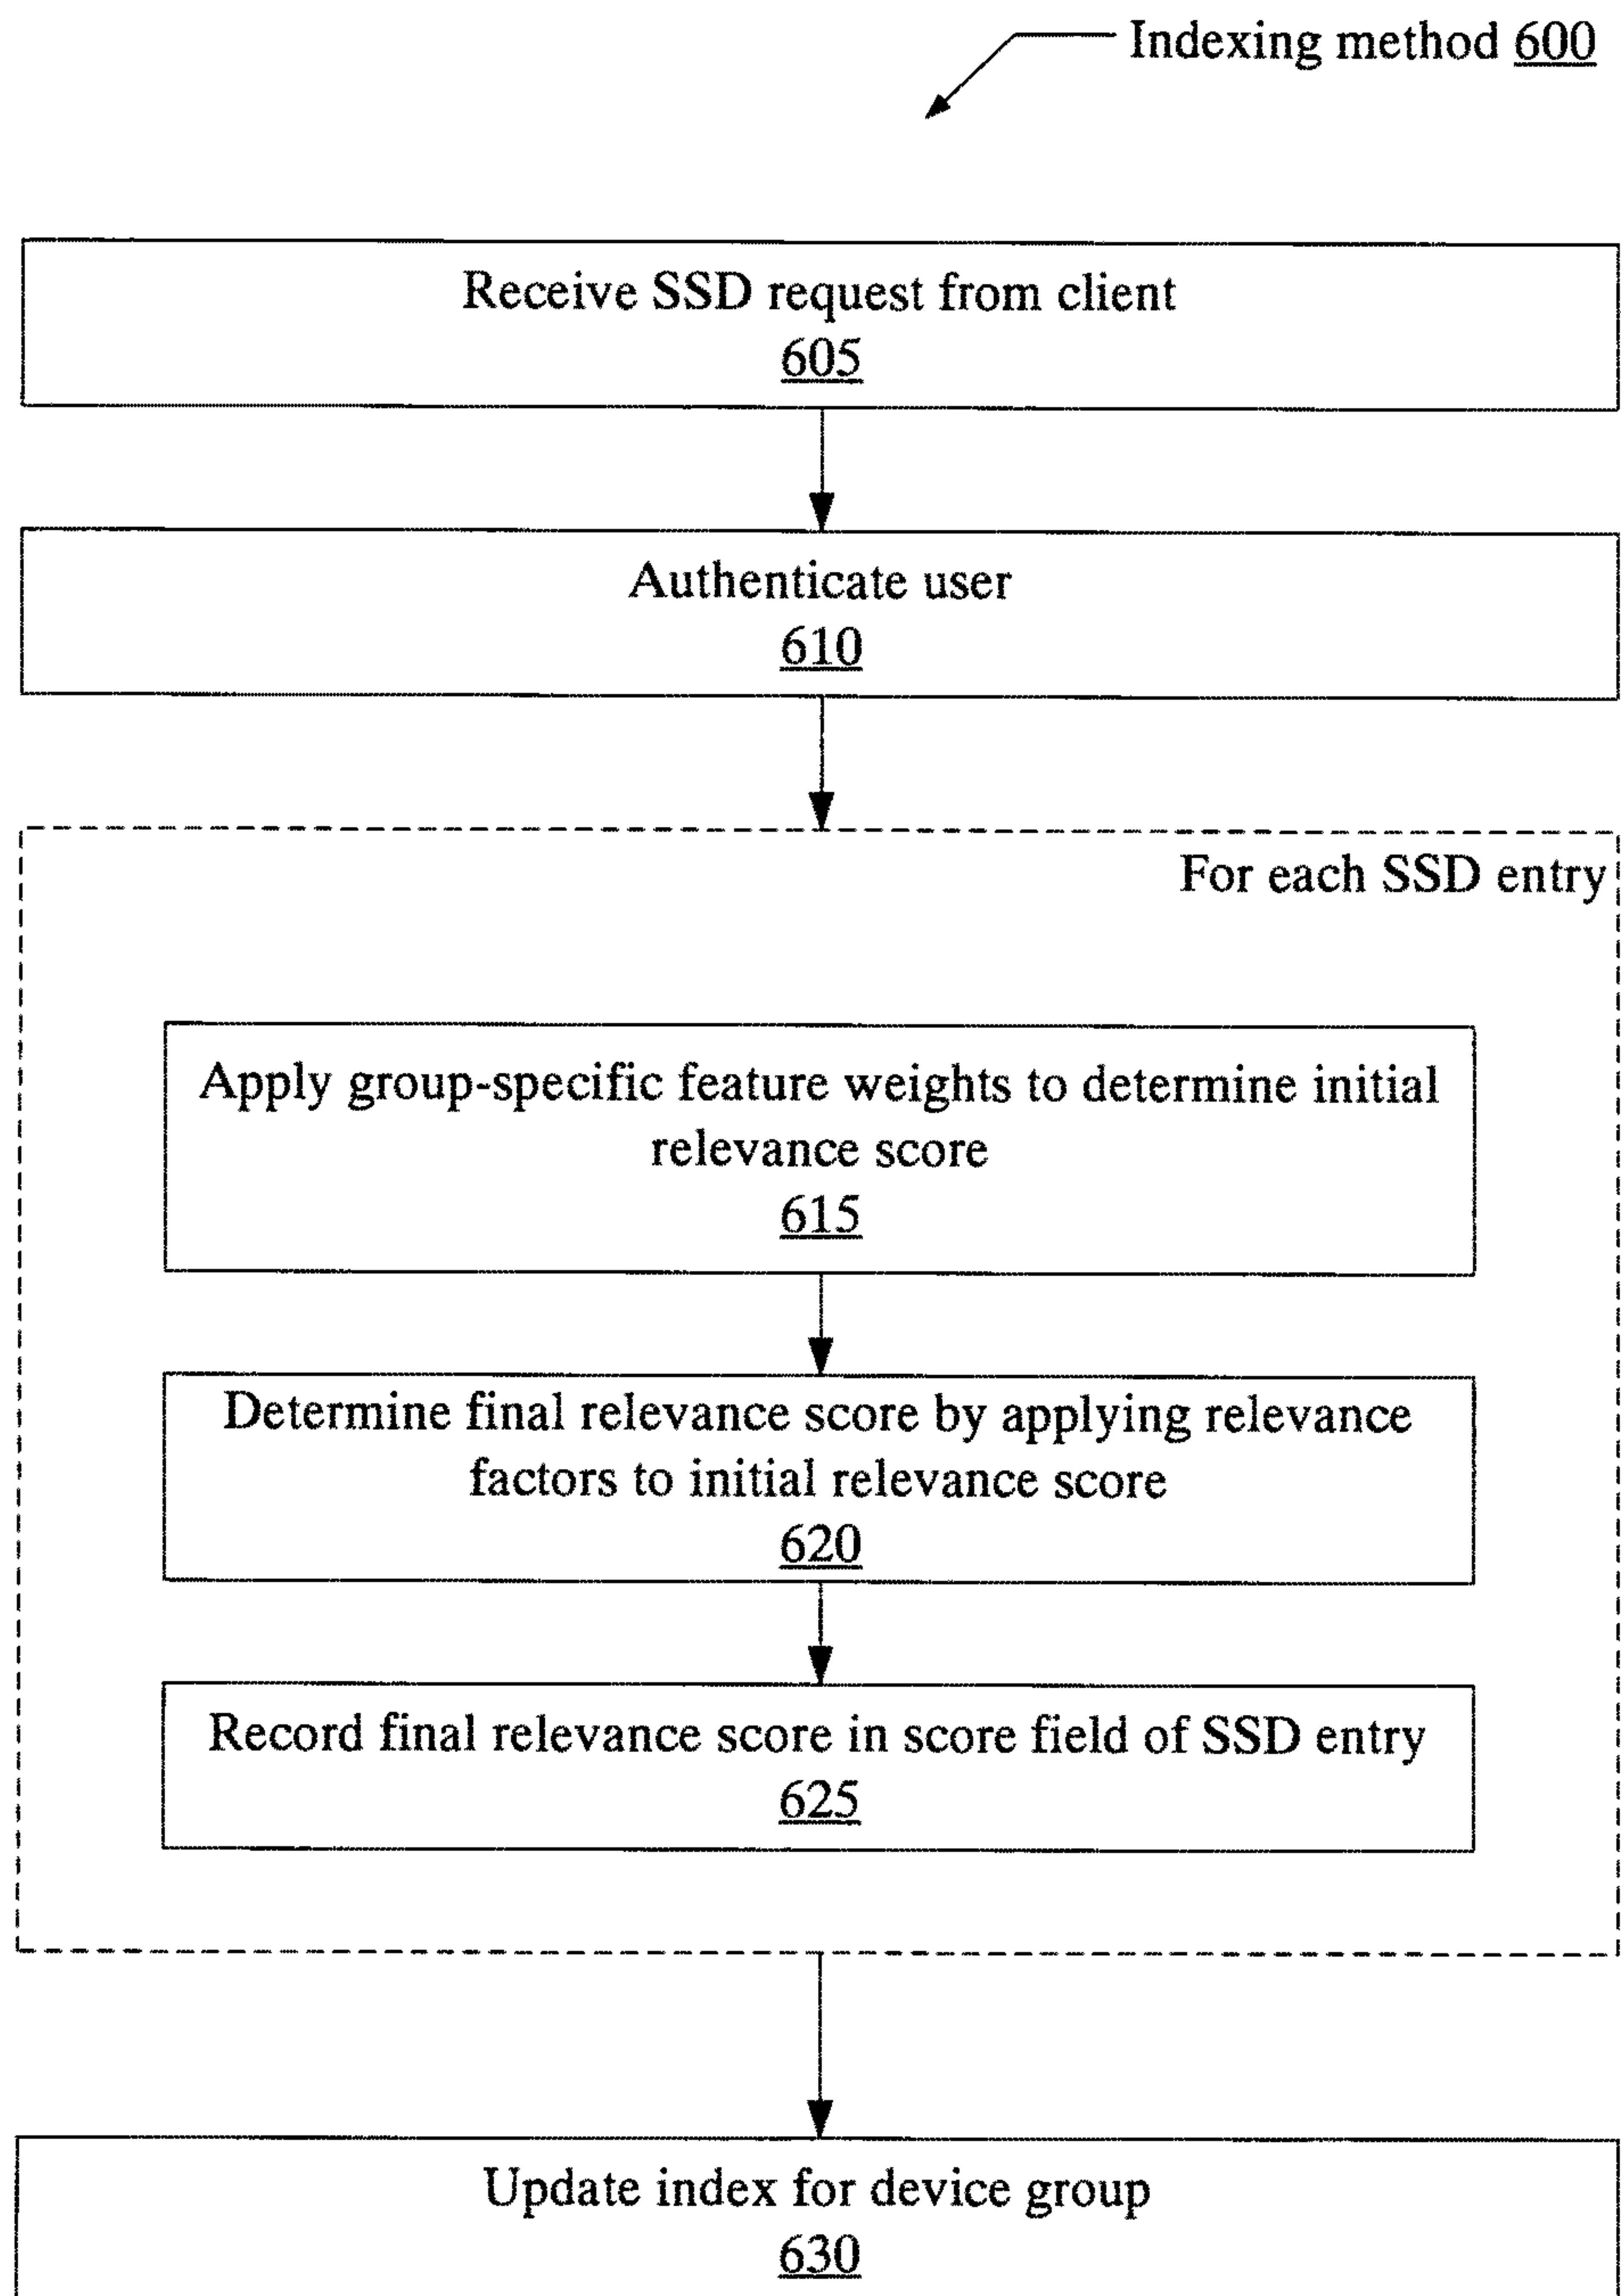 Indexing method 600
Receive SSD request from client
605
Authenticate user
610
For each SSD entry
Apply group-specific feature weights to determine initial
relevance score
615
Determine final relevance score by applying relevance
factors to initial relevance score
620
Record final relevance score in score field of SSD entry
625
Update index for device group
630